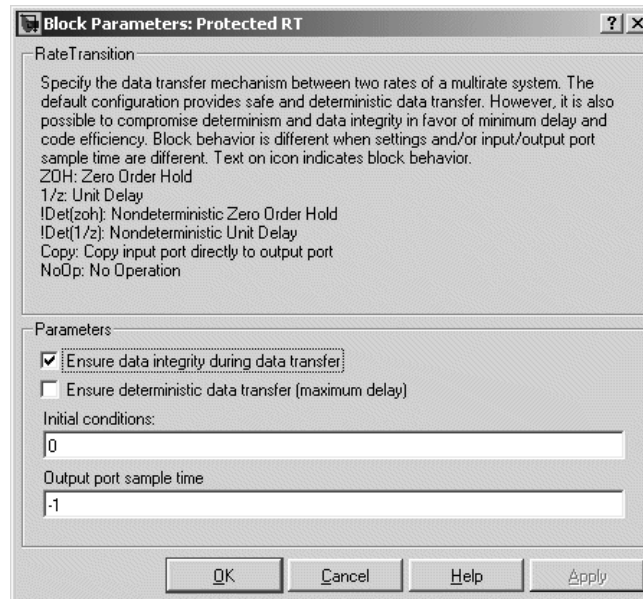 Block Parameters: Protected RT
RateTransition
Specify the data transfer mechanism between two rates of a multirate system. The
default configuration provides safe and deterministic data transfer. However, it is also
possible to compromise determinism and data integrity in favor of minimum delay and
code efficiency. Block behavior is different when settings and/or input/output port
sample time are different. Text on icon indicates block behavior.
ZOH: Zero Order Hold
1/z: Unit Delay
!Det(zoh): Nondeterministic Zero Order Hold
!Det(1/z): Nondeterministic Unit Delay
Copy: Copy input port directly to output port
NoOp: No Operation
Parameters
Ensure data integrity during data transfer
Ensure deterministic data transfer (maximum delay)
Initial conditions:
0
Output port sample time
-1
OK Cancel Help Apply